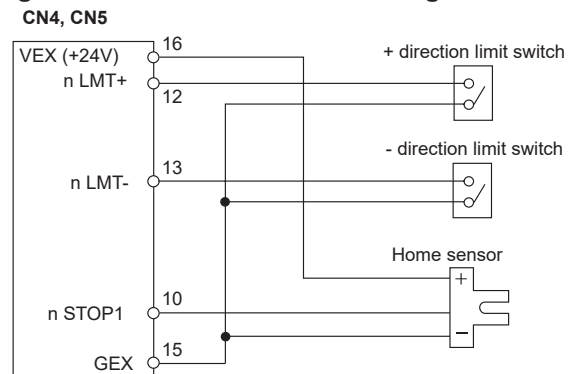 CN4, CN5
VEX (+24V)
16
+ direction limit switch
n LMT+
12
- direction limit switch
n LMT-
13
Home sensor
+
n STOP1
10
−
GEX
15